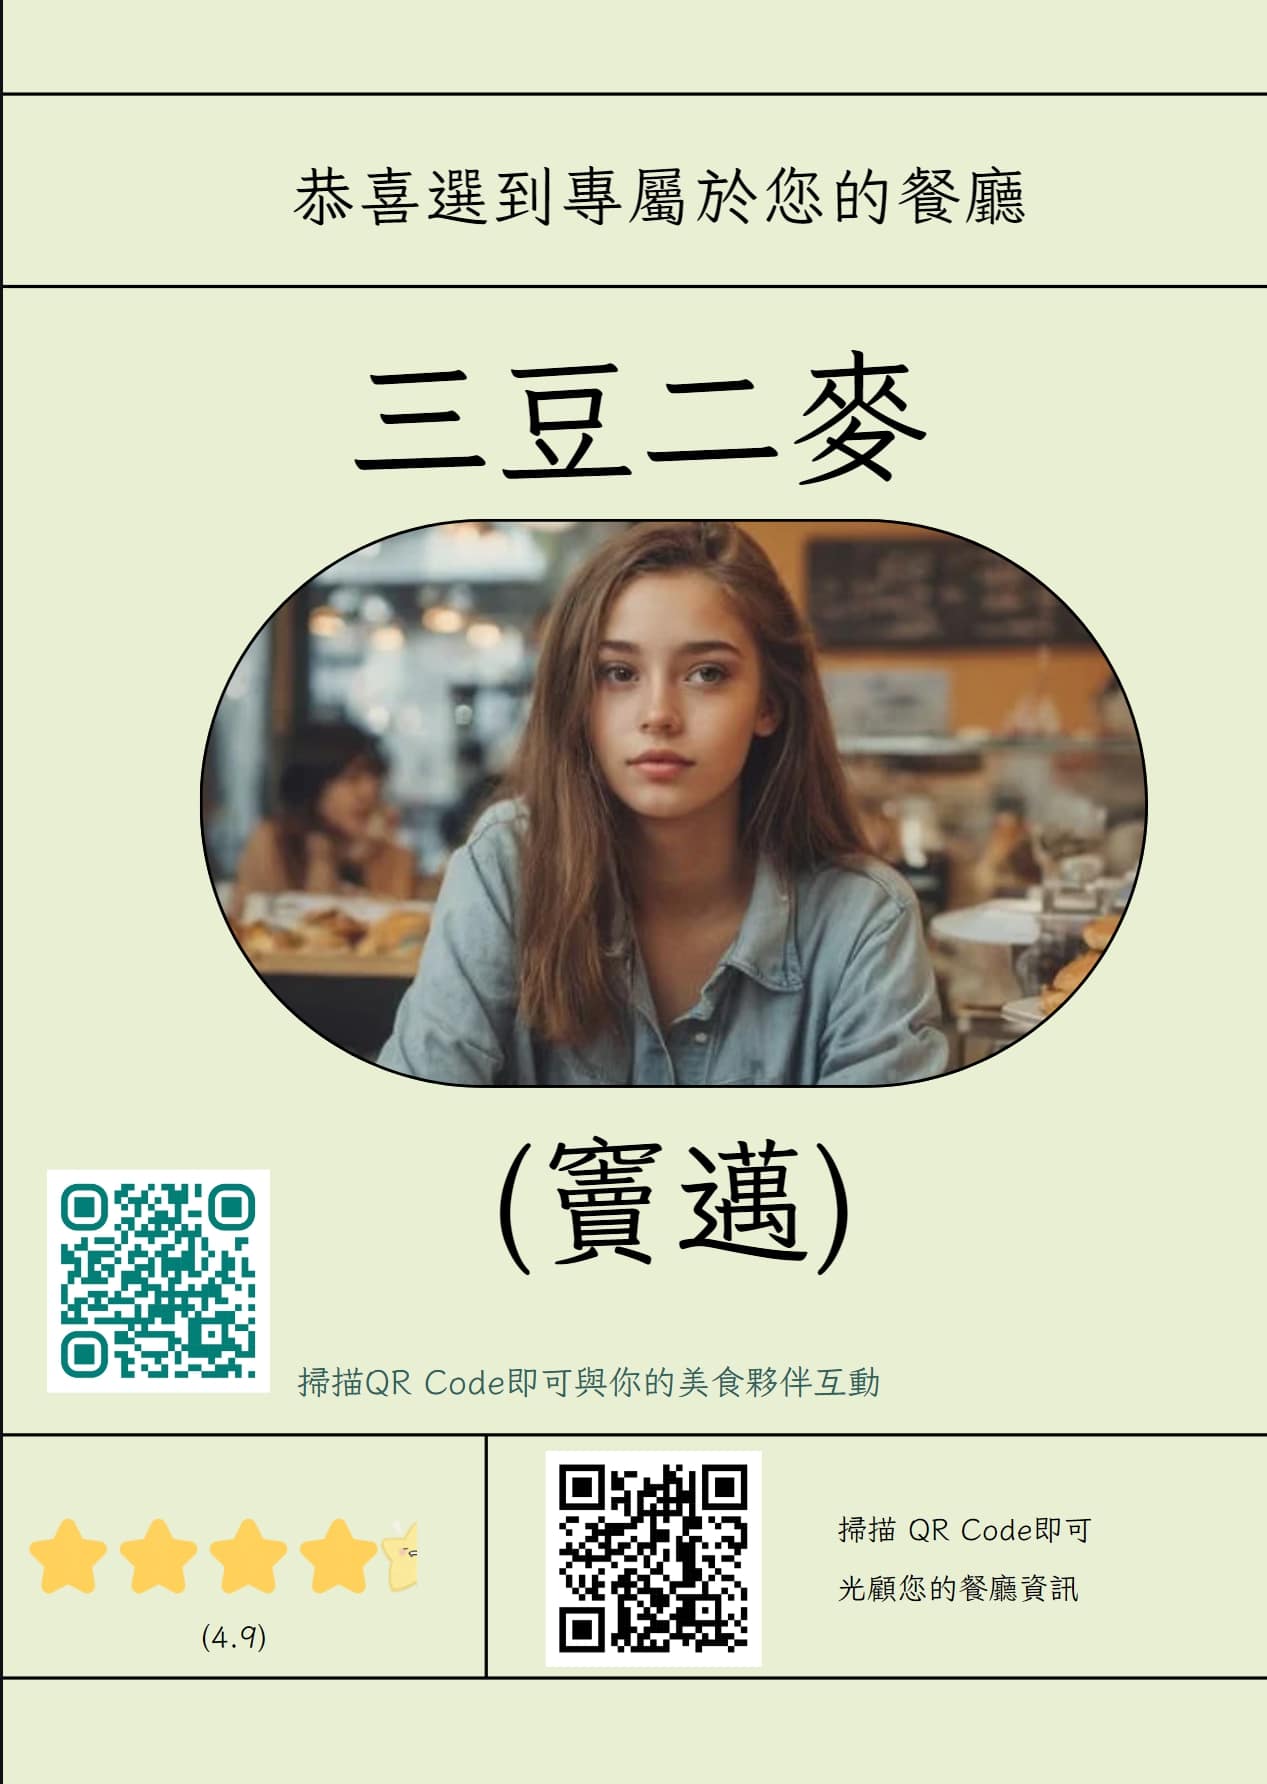 恭喜選到專屬於您的餐廳
三豆二麥
(竇邁)
掃描QR Code即可與你的美食夥伴互動
(4.9)
掃描 QR Code即可
光顧您的餐廳資訊